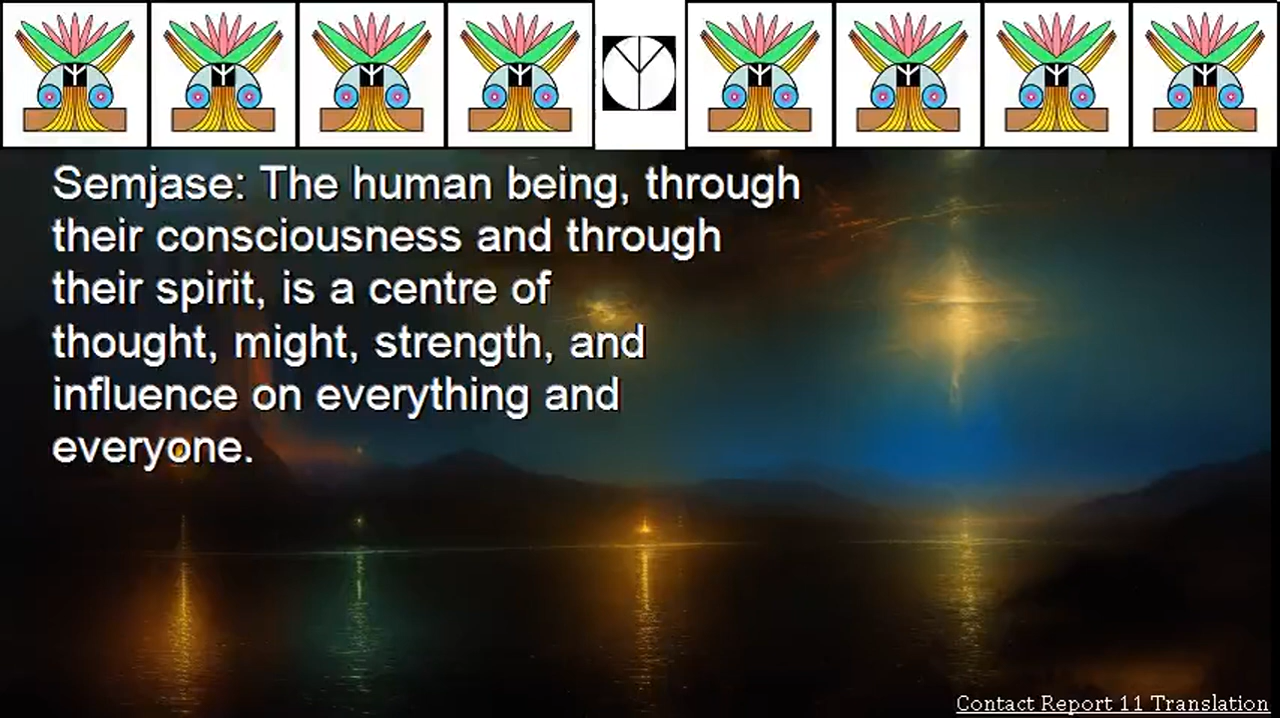 Semjase: The human being, through
their consciousness and through
their spirit, is a centre of
thought, might, strength, and
influence on everything and
everyone.
Contact Report 11 Translation